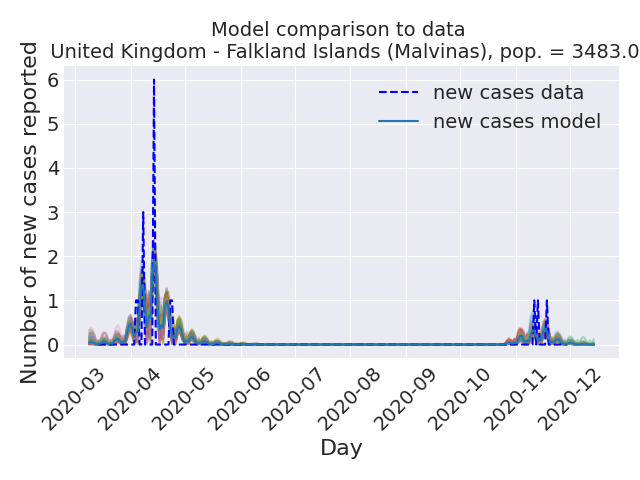 Model comparison to data
United Kingdom - Falkland Islands (Malvinas), pop. = 3483.0
Number of new cases reported
6
5
4
3
2
1
0
new cases data
new cases model
2020-03
2020-04
2020-05
2020-06
2020-07
2020-08
2020-09
2020-10
2020-11
2020-12
Day